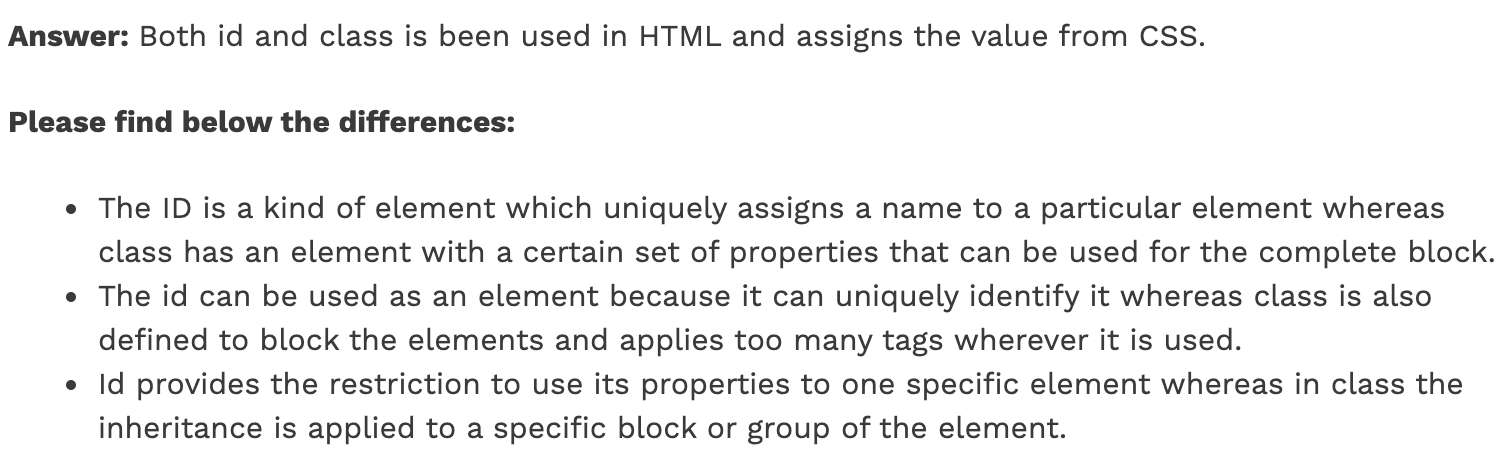 Answer: Both id and class is been used in HTML and assigns the value from CSS.
Please find below the differences:
• The ID is a kind of element which uniquely assigns a name to a particular element whereas
class has an element with a certain set of properties that can be used for the complete block.
• The id can be used as an element because it can uniquely identify it whereas class is also
defined to block the elements and applies too many tags wherever it is used.
• Id provides the restriction to use its properties to one specific element whereas in class the
inheritance is applied to a specific block or group of the element.